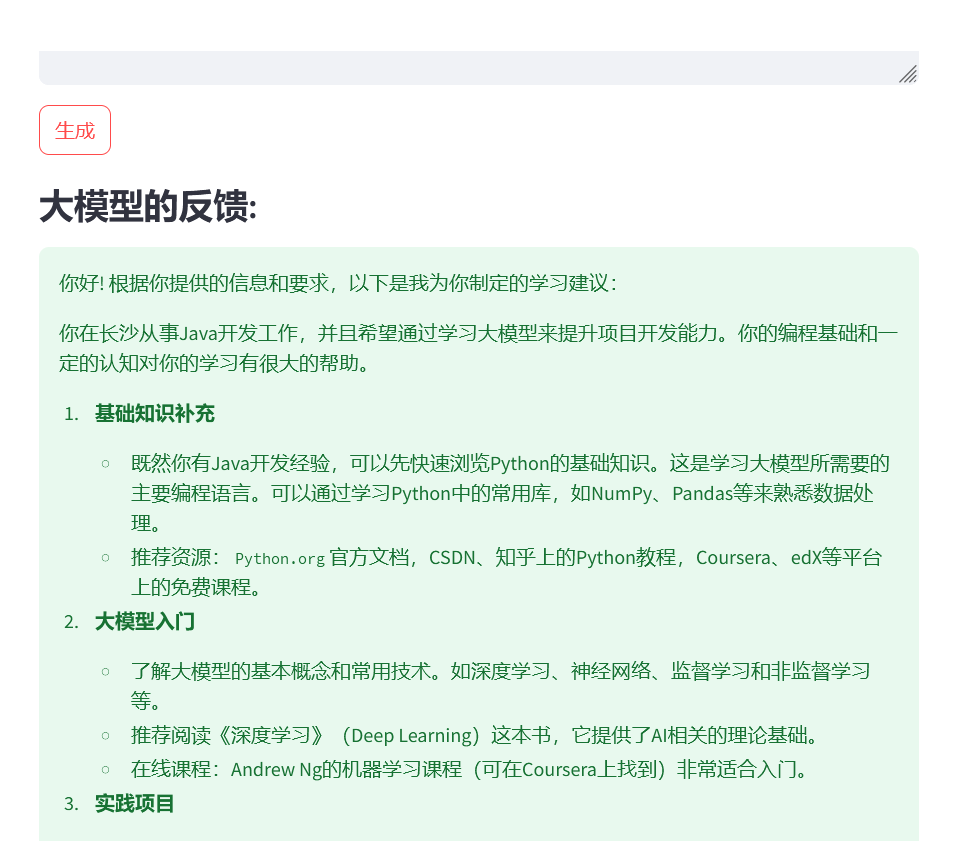 生成
大模型的反馈:
你好! 根据你提供的信息和要求，以下是我为你制定的学习建议：
你在长沙从事Java开发工作，并且希望通过学习大模型来提升项目开发能力。你的编程基础和一
定的认知对你的学习有很大的帮助。
1. 基础知识补充
○ 既然你有Java开发经验，可以先快速浏览Python的基础知识。这是学习大模型所需要的
主要编程语言。可以通过学习Python中的常用库，如NumPy、Pandas等来熟悉数据处
理。
○ 推荐资源： Python.org 官方文档，CSDN、知乎上的Python教程，Coursera、edX等平台
上的免费课程。
2. 大模型入门
○ 了解大模型的基本概念和常用技术。如深度学习、神经网络、监督学习和非监督学习
等。
○ 推荐阅读《深度学习》（Deep Learning）这本书，它提供了AI相关的理论基础。
○ 在线课程：Andrew Ng的机器学习课程（可在Coursera上找到）非常适合入门。
3. 实践项目